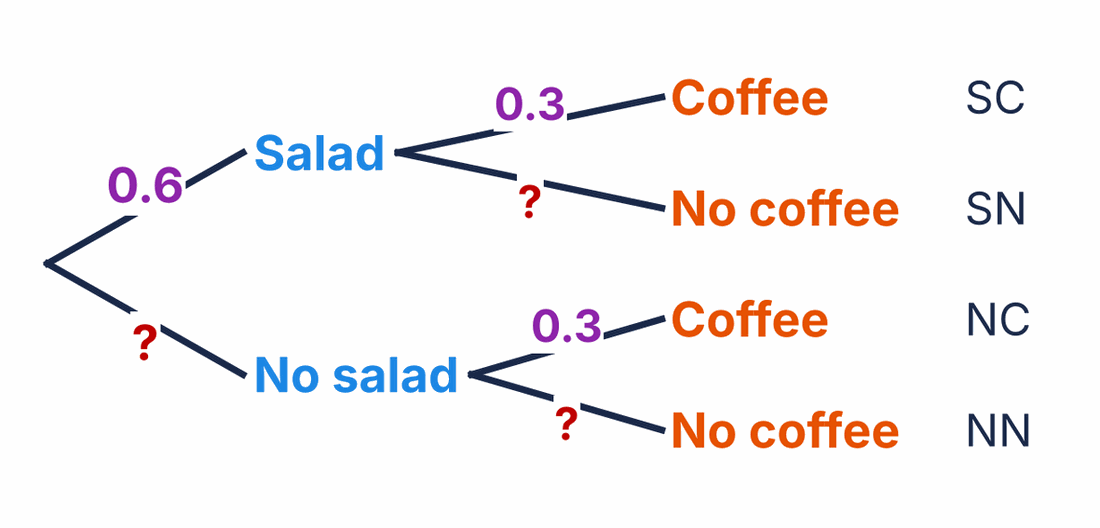 0.6
Salad
0.3
Coffee
SC
?
No coffee
SN
?
No salad
0.3
Coffee
NC
?
No coffee
NN